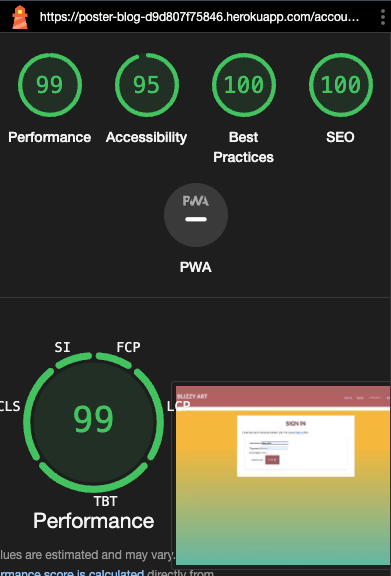 https://poster-blog-d9d807f75846.herokuapp.com/accou...
99
95
100
100
Performance
Accessibility
Best
Practices
SEO
PWA
PWA
SI
FCP
CLS
LCP
99
TBT
Performance
BLIZZY ART
SIGN IN
lues are estimated and may vary.
rmance score is calculated directly from